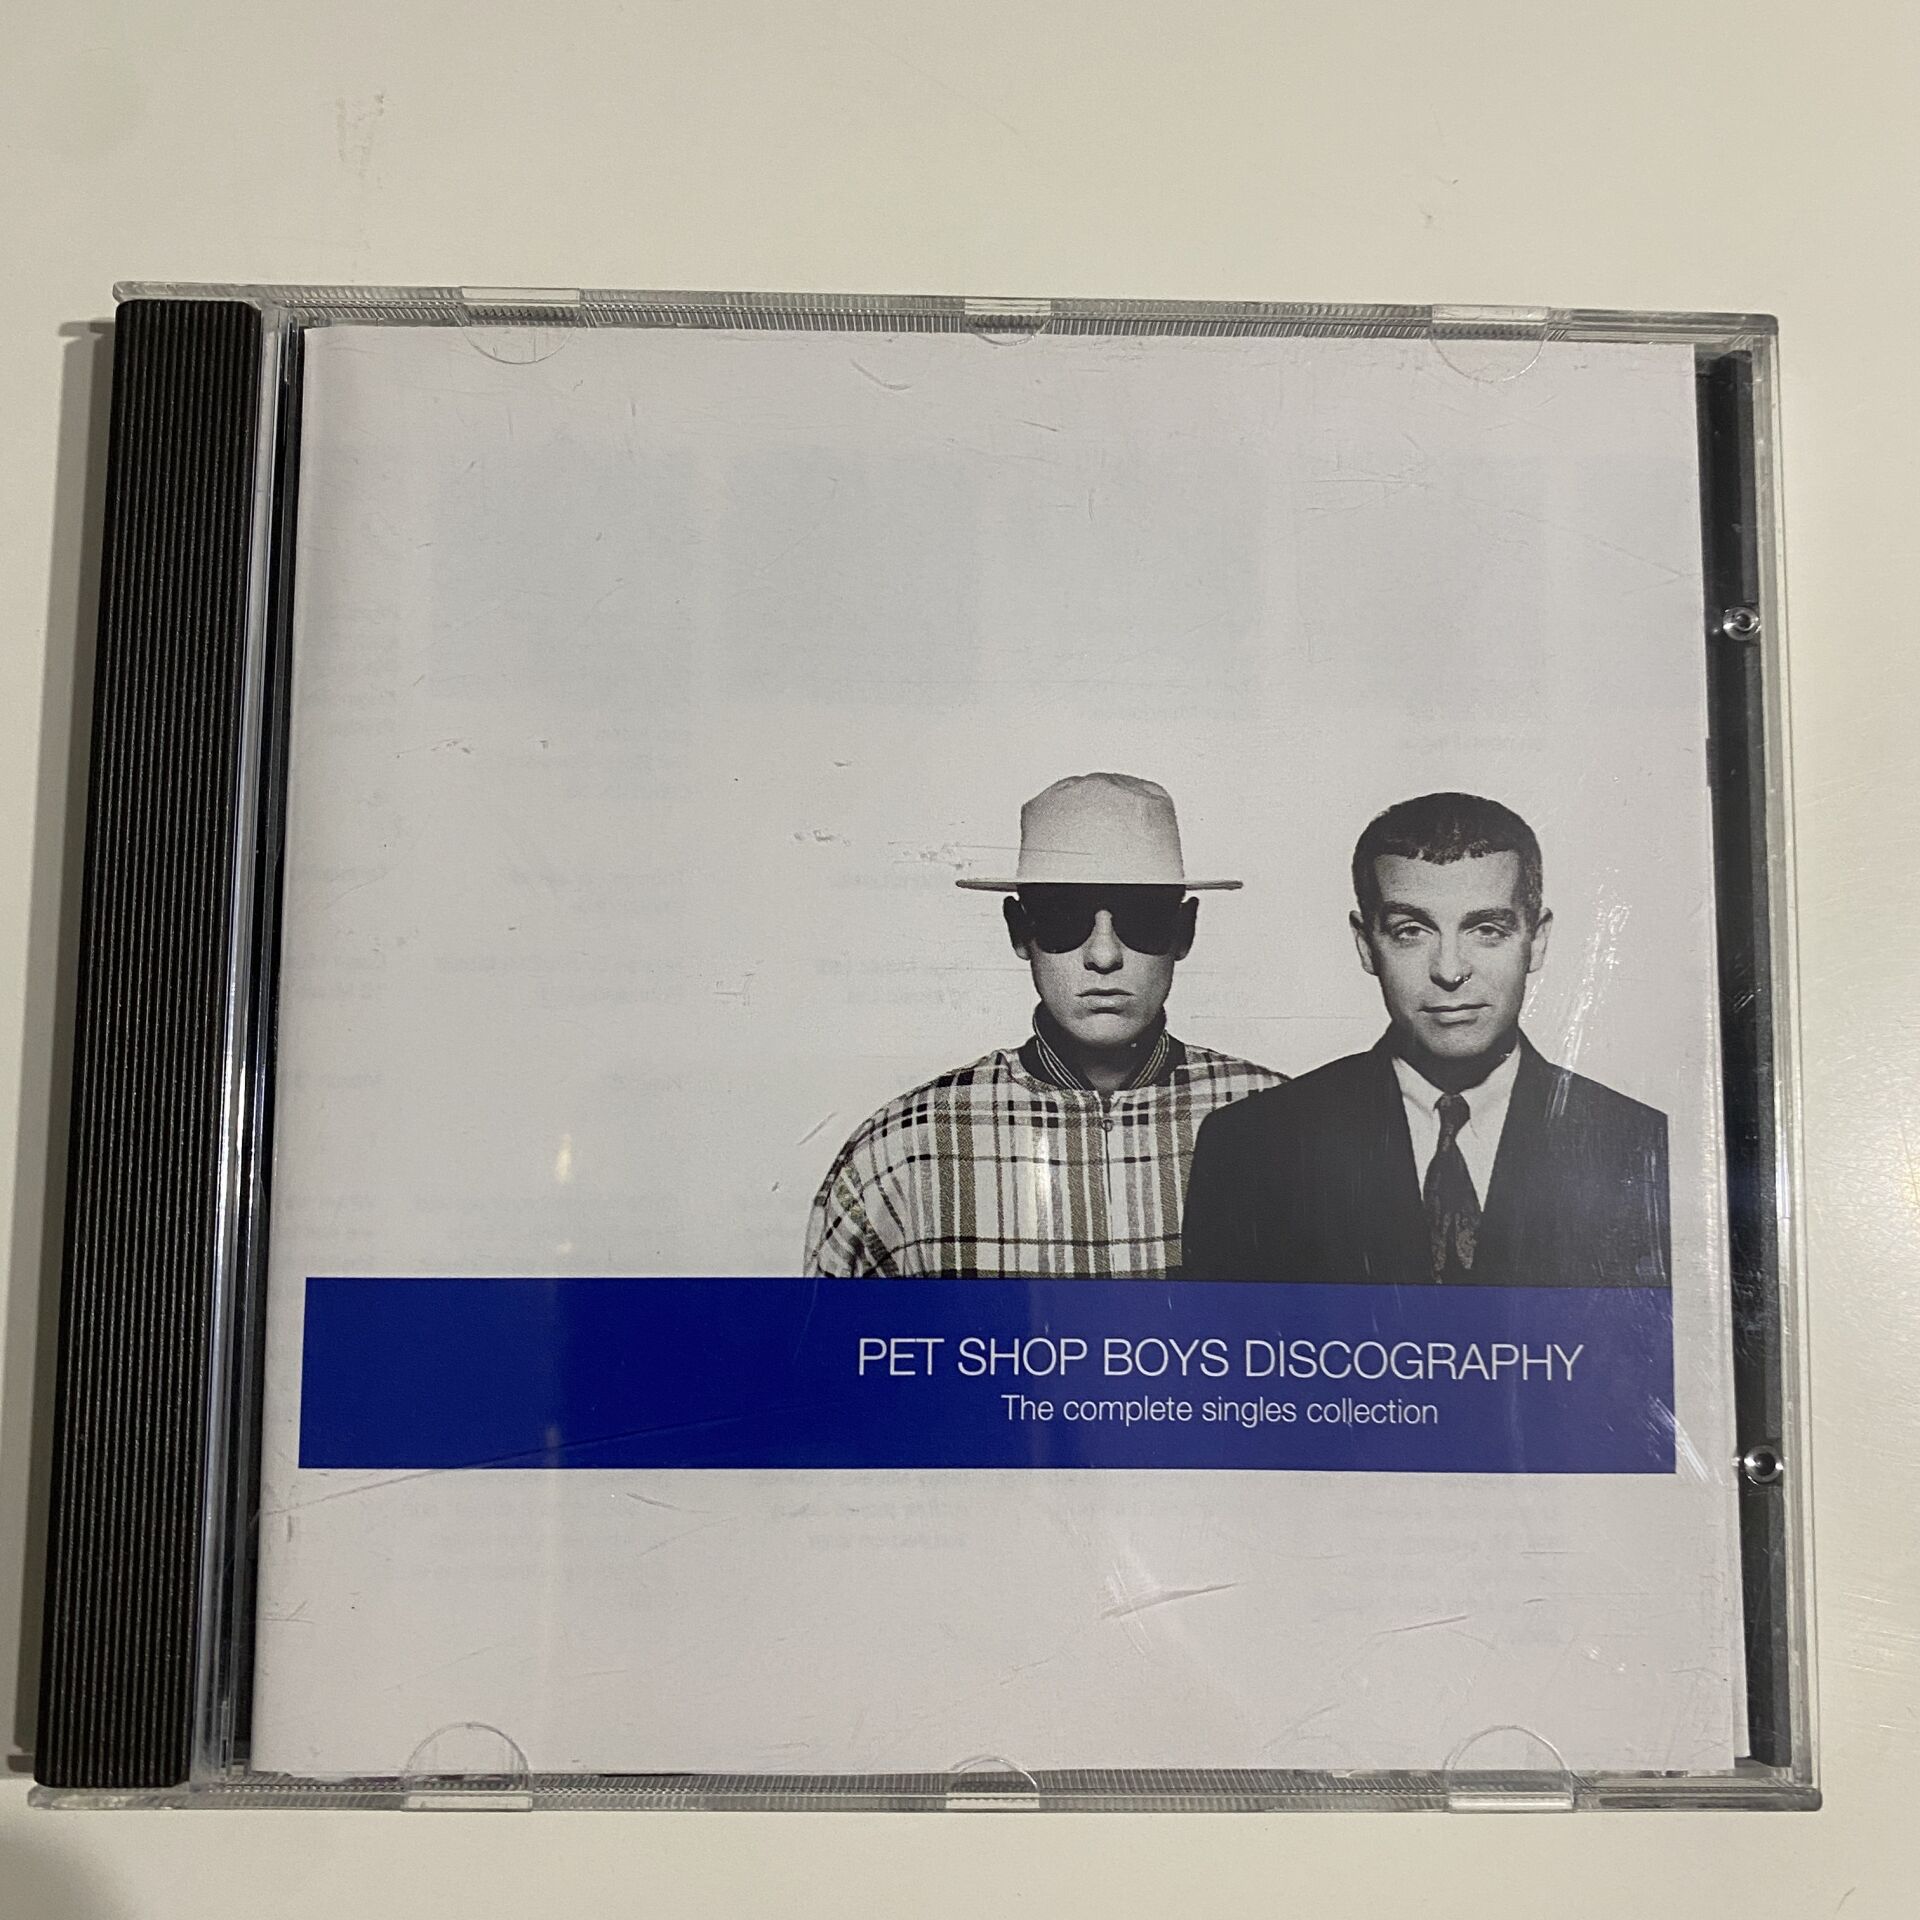 PET SHOP BOYS DISCOGRAPHY
The complete singles collection